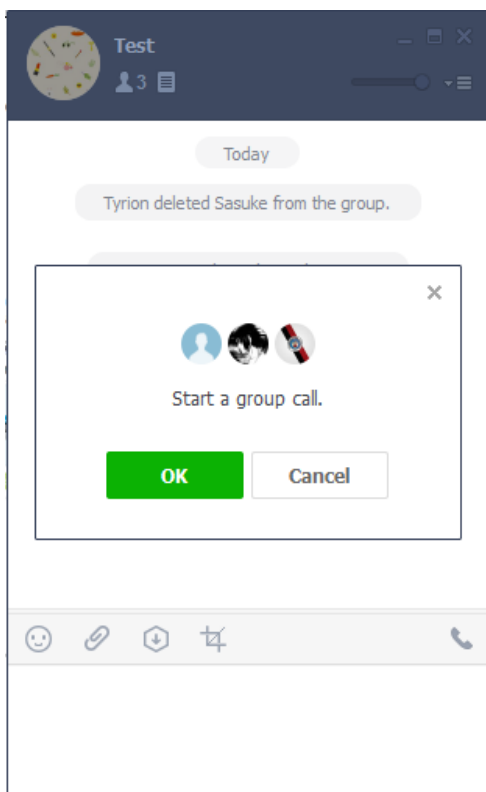 Test
3
Today
Tyrion deleted Sasuke from the group.
Start a group call.
OK
Cancel